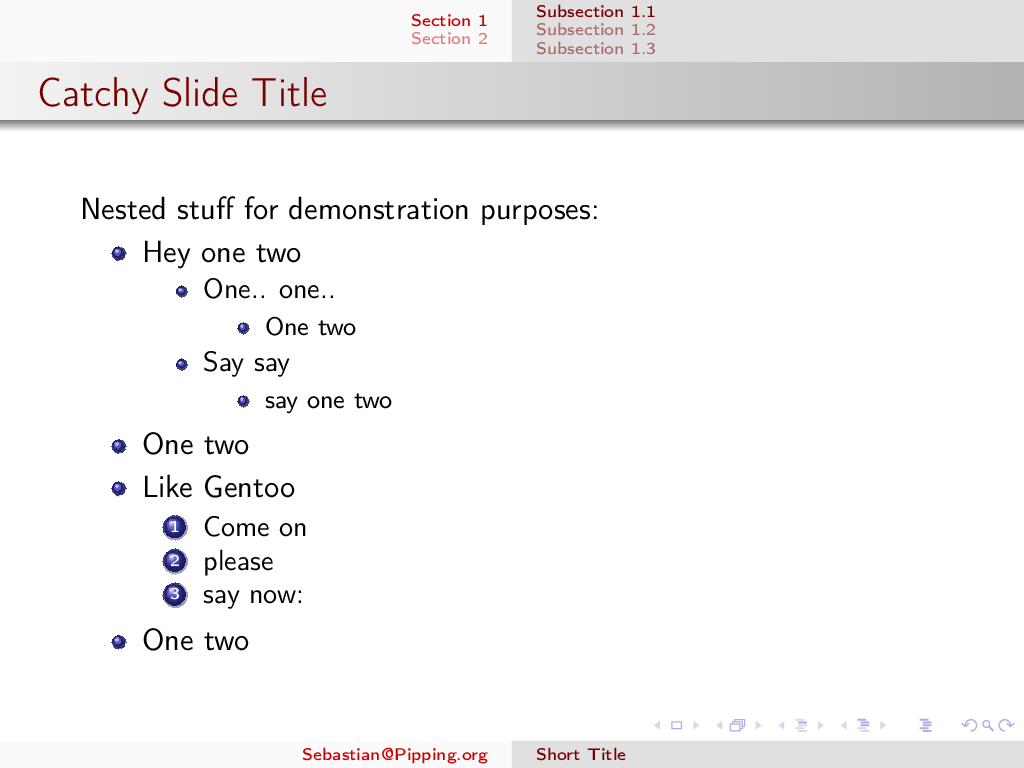 Section 1
Section 2
Subsection 1.1
Subsection 1.2
Subsection 1.3
Catchy Slide Title
Nested stuff for demonstration purposes:
Hey one two
One.. one..
One two
Say say
say one two
One two
Like Gentoo
1 Come on
2 please
3 say now:
One two
Sebastian@Pipping.org
Short Title